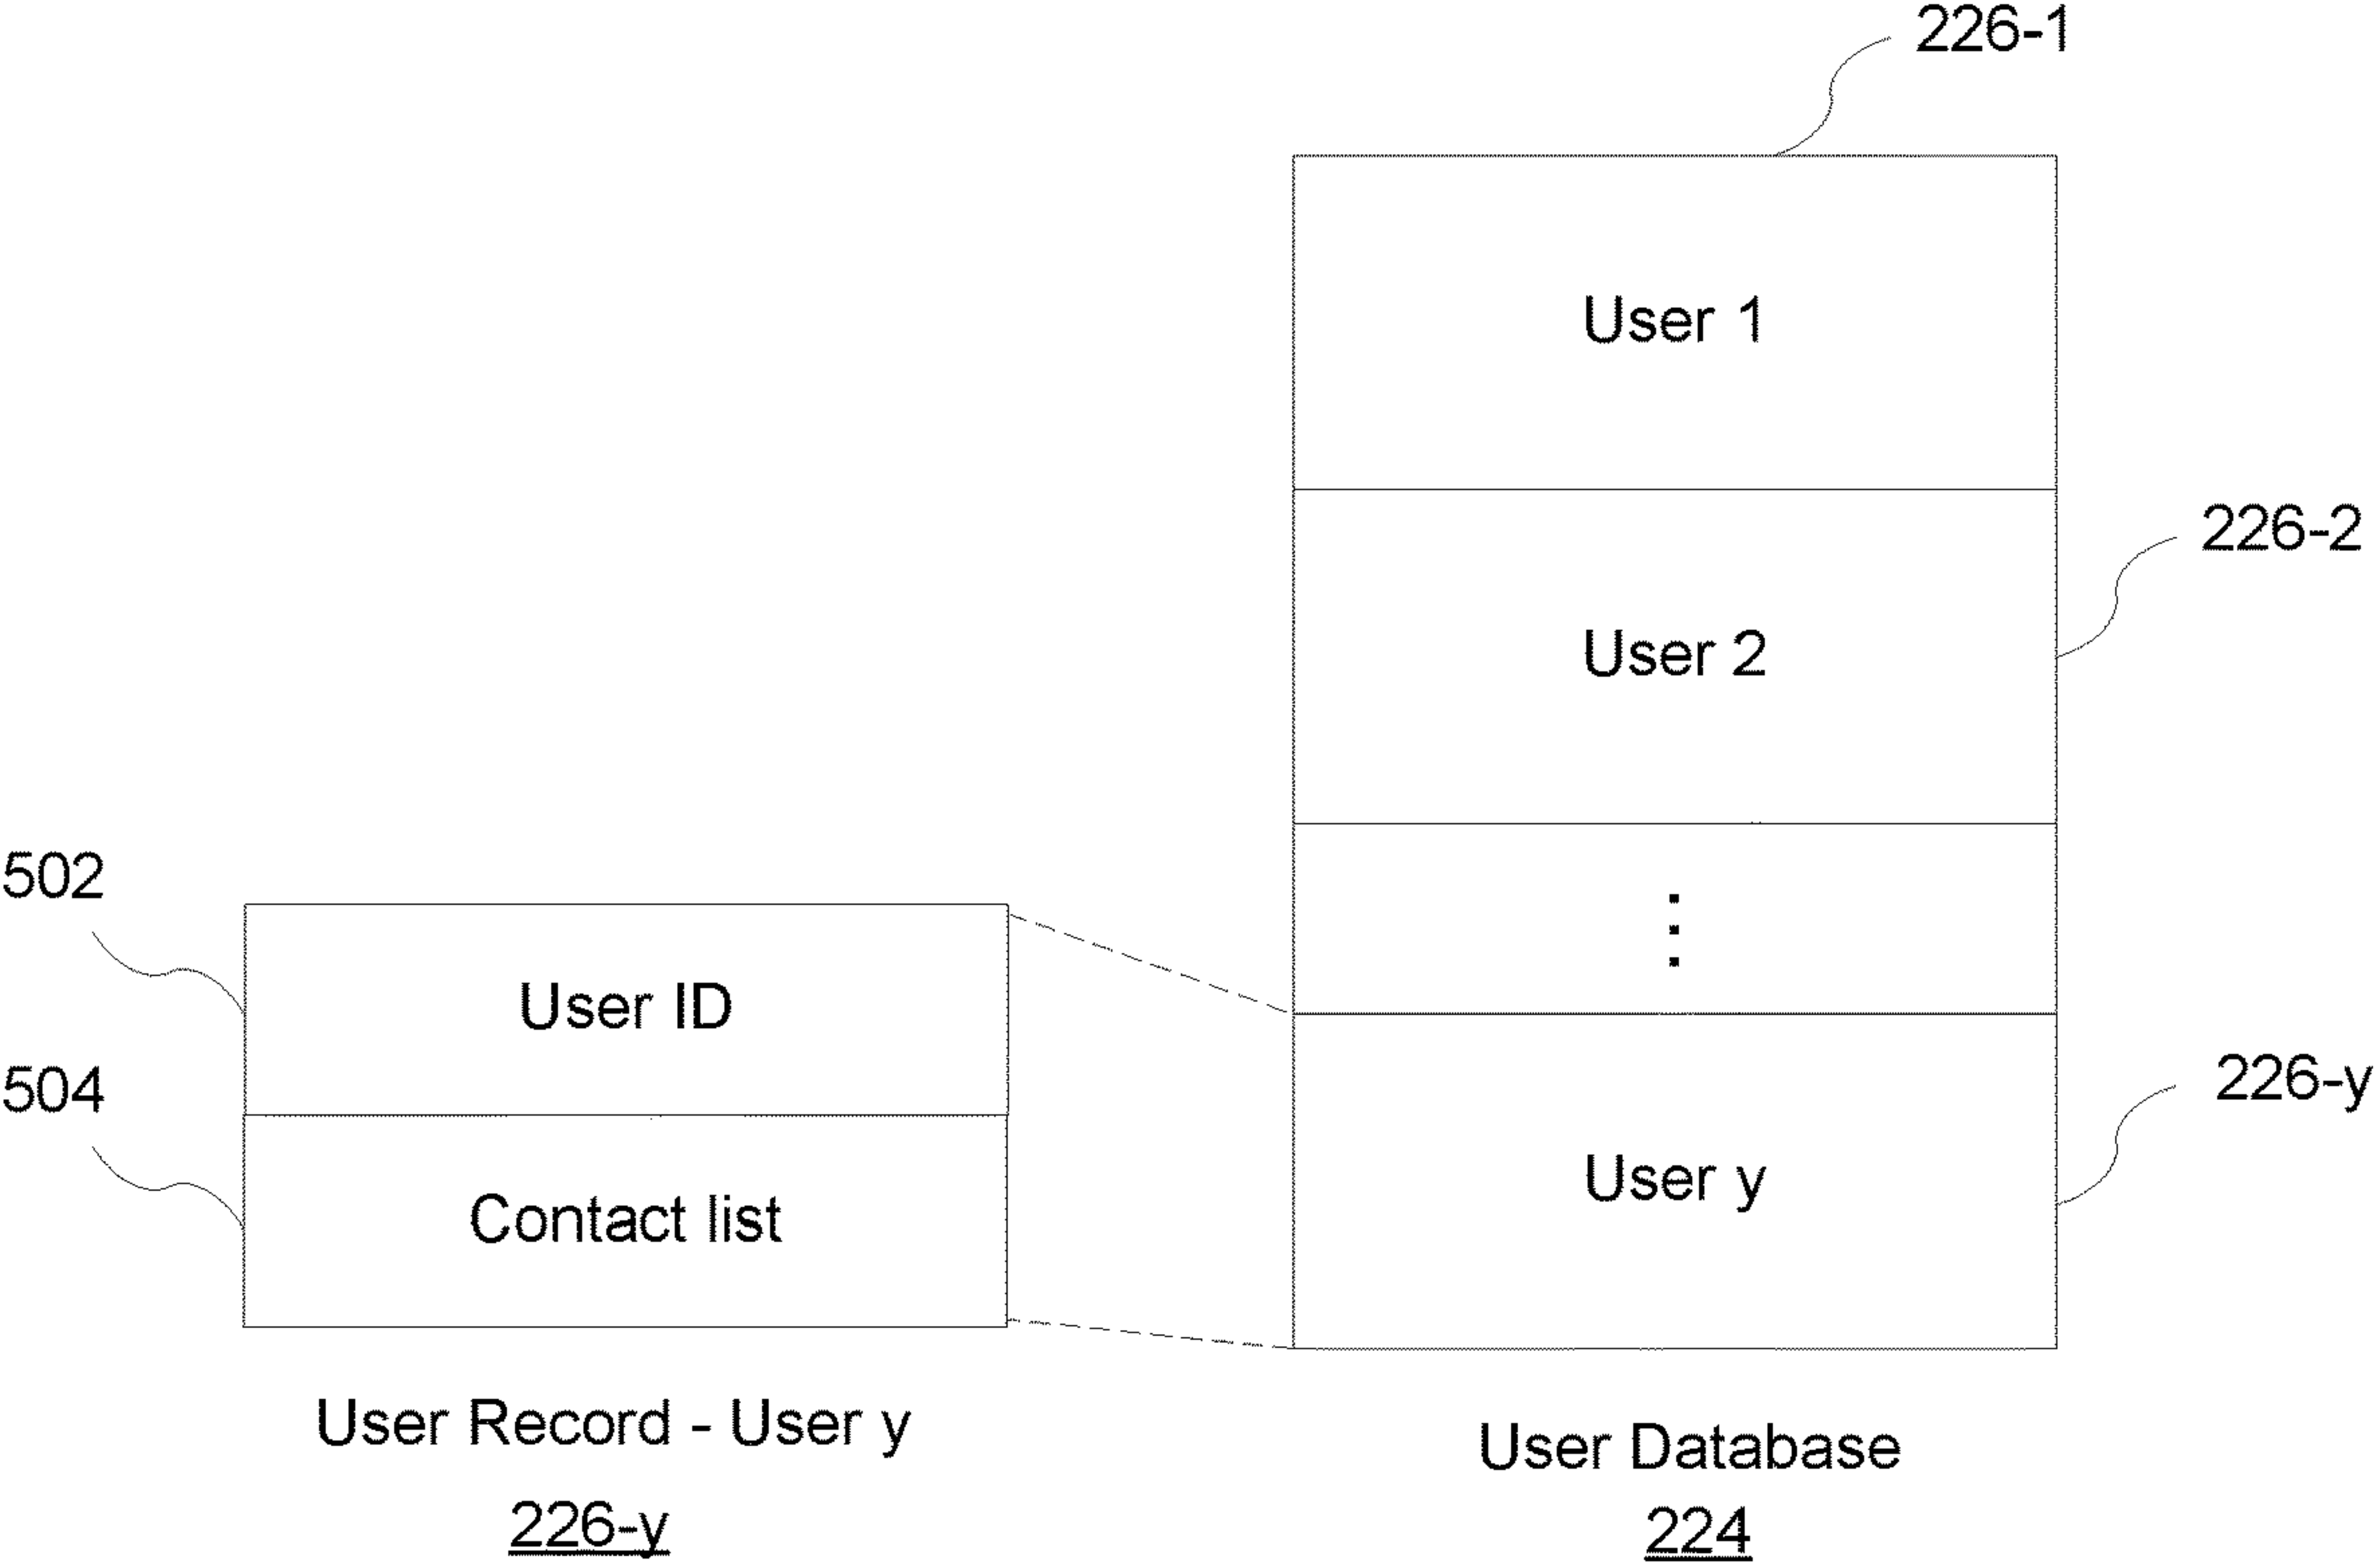 226-1
User 1
226-2
User 2
502
User ID
504
226-y
User y
Contact list
User Record - User y
226-y
User Database
224